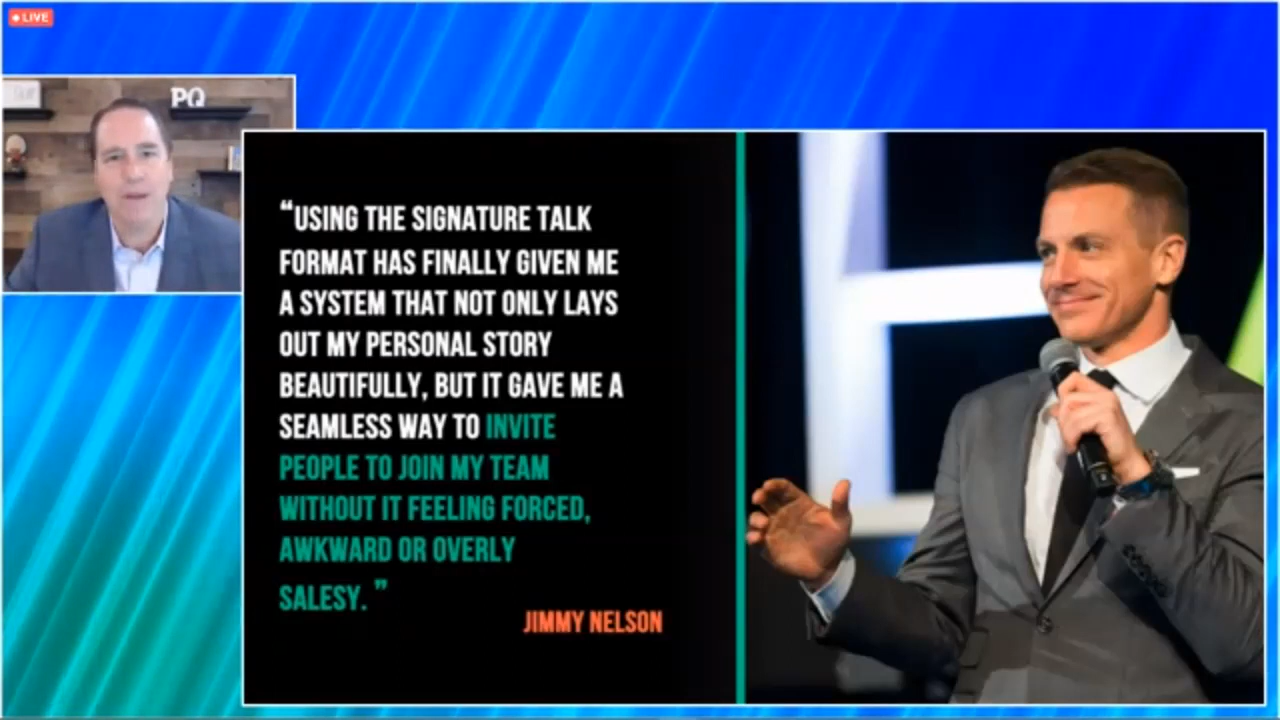 LIVE
PQ
“USING THE SIGNATURE TALK
FORMAT HAS FINALLY GIVEN ME
A SYSTEM THAT NOT ONLY LAYS
OUT MY PERSONAL STORY
BEAUTIFULLY, BUT IT GAVE ME A
SEAMLESS WAY TO INVITE
PEOPLE TO JOIN MY TEAM
WITHOUT IT FEELING FORCED,
AWKWARD OR OVERLY
SALESY.”
JIMMY NELSON